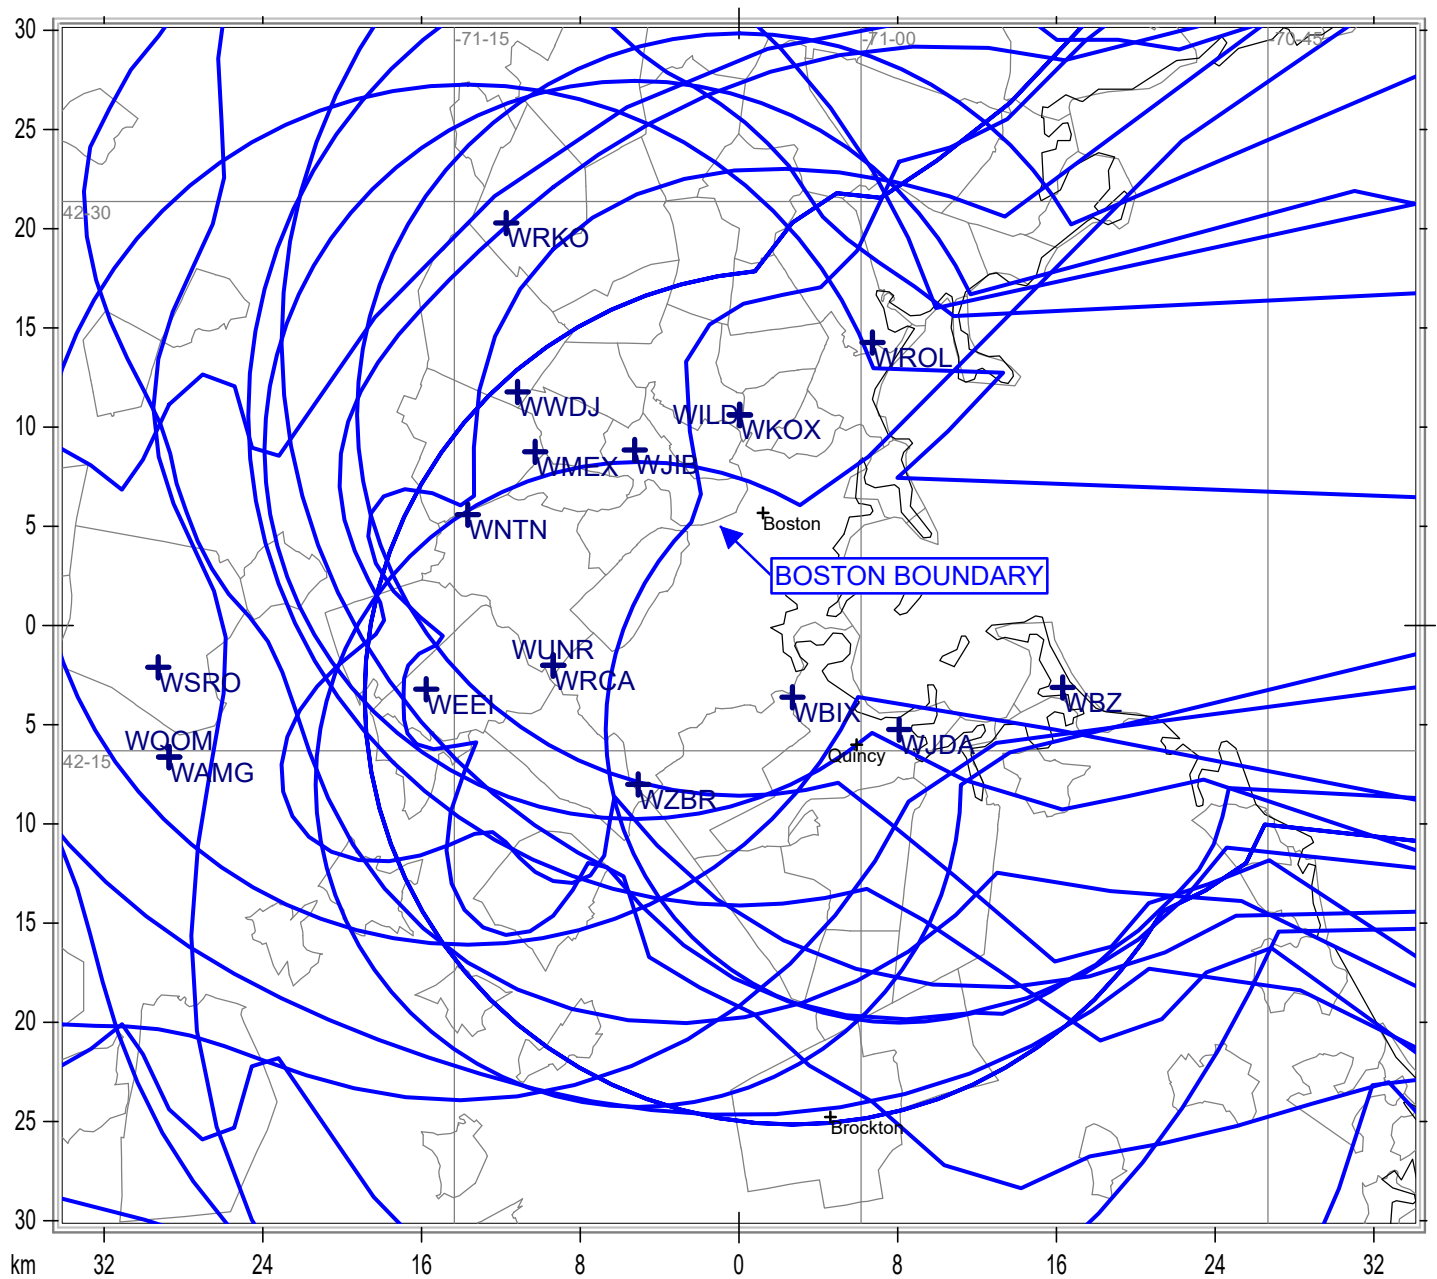 30
-71-15
-71-00
-70-45
25
42-30
20
WRKO
15
WROL
WWDJ
WILD
WKOX
10
WMEX
WJIB
5
WNTN
Boston
BOSTON BOUNDARY
0
WUNR
WRCA
WSRO
WEEI
WBIX
WBZ
5
WJDA
WOOM
WAMG
Quincy
42-15
WZBR
10
15
20
25
Brockton
30
km
32
24
16
8
0
8
16
24
32